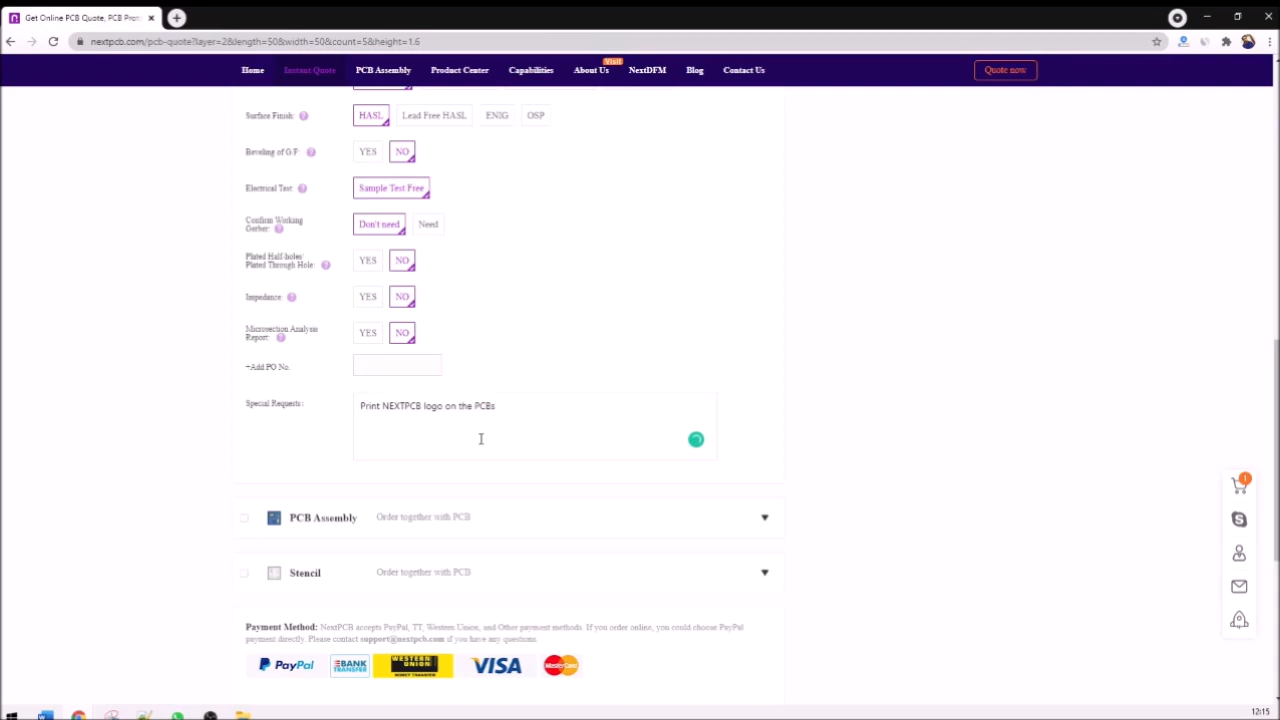 Get Online PCB Quote, PCB Prot
nextpcb.com/pcb-quote?layer=2&length=50&width=50&count=5&height=1.6
Home Instant Quote PCB Assembly Product Center Capabilities About Us Visit NextDFM Blog Contact Us Quote now
Surface Finish: ? HASL Lead Free HASL ENIG OSP
Beveling of G/F: ? YES NO
Electrical Test: ? Sample Test Free
Confirm Working
Gerber: ? Don't need Need
Plated Half-holes/
Plated Through Hole: ? YES NO
Impedance: ? YES NO
Microsection Analysis
Report: ? YES NO
+Add PO No.
Special Requests: Print NEXTPCB logo on the PCBs
1
PCB Assembly Order together with PCB
Stencil Order together with PCB
Payment Method: NextPCB accepts PayPal, TT, Western Union, and Other payment methods. If you order online, you could choose PayPal
payment directly. Please contact support@nextpcb.com if you have any questions.
PayPal BANK TRANSFER WESTERN UNION MONEY TRANSFER VISA MasterCard
12:15